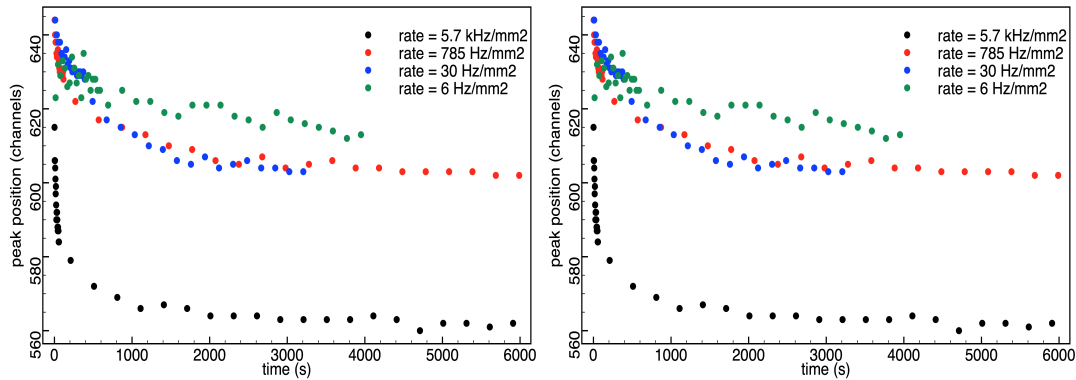 rate = 5.7 kHz/mm2
rate = 785 Hz/mm2
rate = 30 Hz/mm2
rate = 6 Hz/mm2
peak position (channels)
640
620
600
580
560
0 1000 2000 3000 4000 5000 6000
time (s)
rate = 5.7 kHz/mm2
rate = 785 Hz/mm2
rate = 30 Hz/mm2
rate = 6 Hz/mm2
peak position (channels)
640
620
600
580
560
0 1000 2000 3000 4000 5000 6000
time (s)